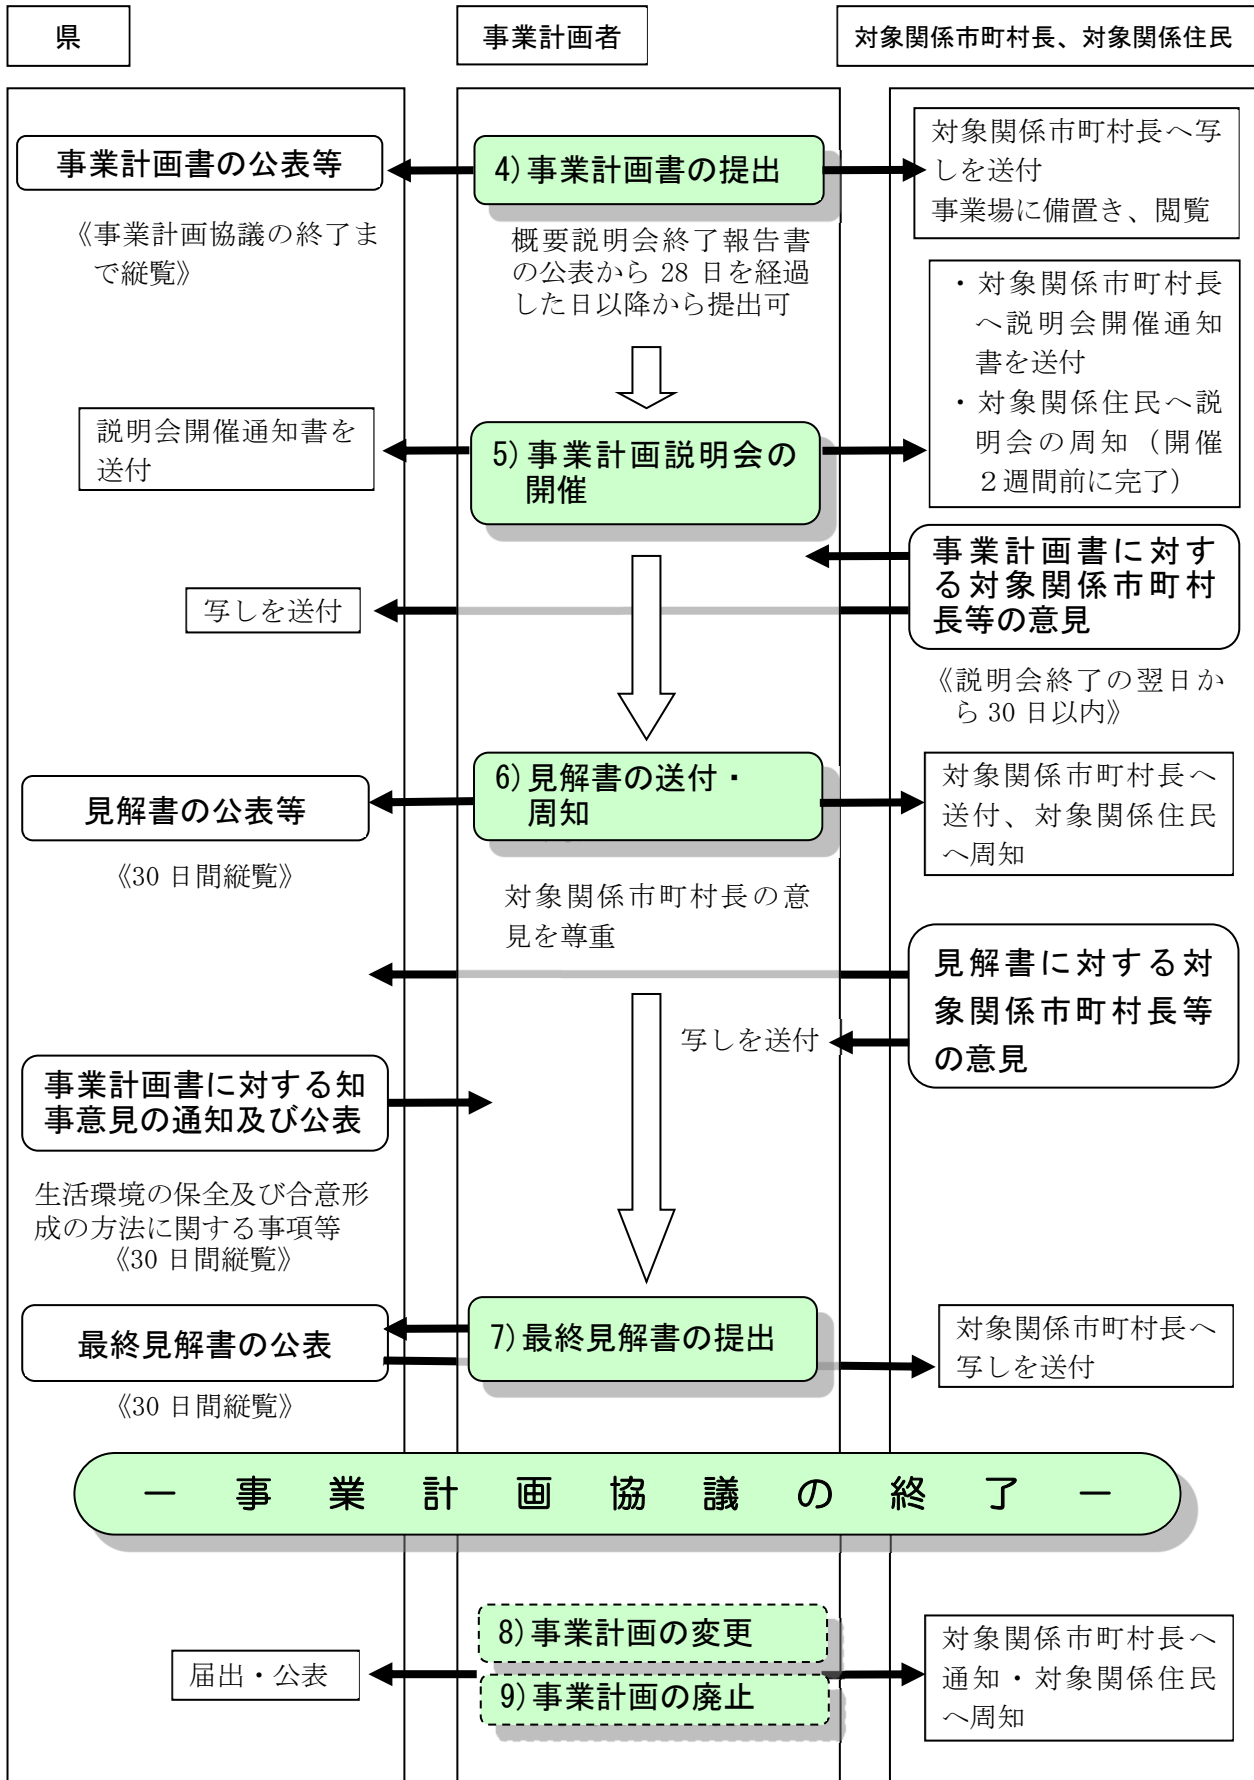 県
事業計画者
対象関係市町村長、対象関係住民
事業計画書の公表等
《事業計画協議の終了ま
で縦覧》
4)事業計画書の提出
概要説明会終了報告書
の公表から 28 日を経過
した日以降から提出可
対象関係市町村長へ写
しを送付
事業場に備置き、閲覧
・対象関係市町村長
へ説明会開催通知
書を送付
・対象関係住民へ説
明会の周知（開催
２週間前に完了）
説明会開催通知書を
送付
5)事業計画説明会の
開催
事業計画書に対す
る対象関係市町村
長等の意見
写しを送付
《説明会終了の翌日か
ら 30 日以内》
6)見解書の送付・
周知
見解書の公表等
《30 日間縦覧》
対象関係市町村長へ
送付、対象関係住民
へ周知
対象関係市町村長の意
見を尊重
見解書に対する対
象関係市町村長等
の意見
写しを送付
事業計画書に対する知
事意見の通知及び公表
生活環境の保全及び合意形
成の方法に関する事項等
《30 日間縦覧》
最終見解書の公表
《30 日間縦覧》
7)最終見解書の提出
対象関係市町村長へ
写しを送付
－事業計画協議の終了－
8)事業計画の変更
9)事業計画の廃止
届出・公表
対象関係市町村長へ
通知・対象関係住民
へ周知